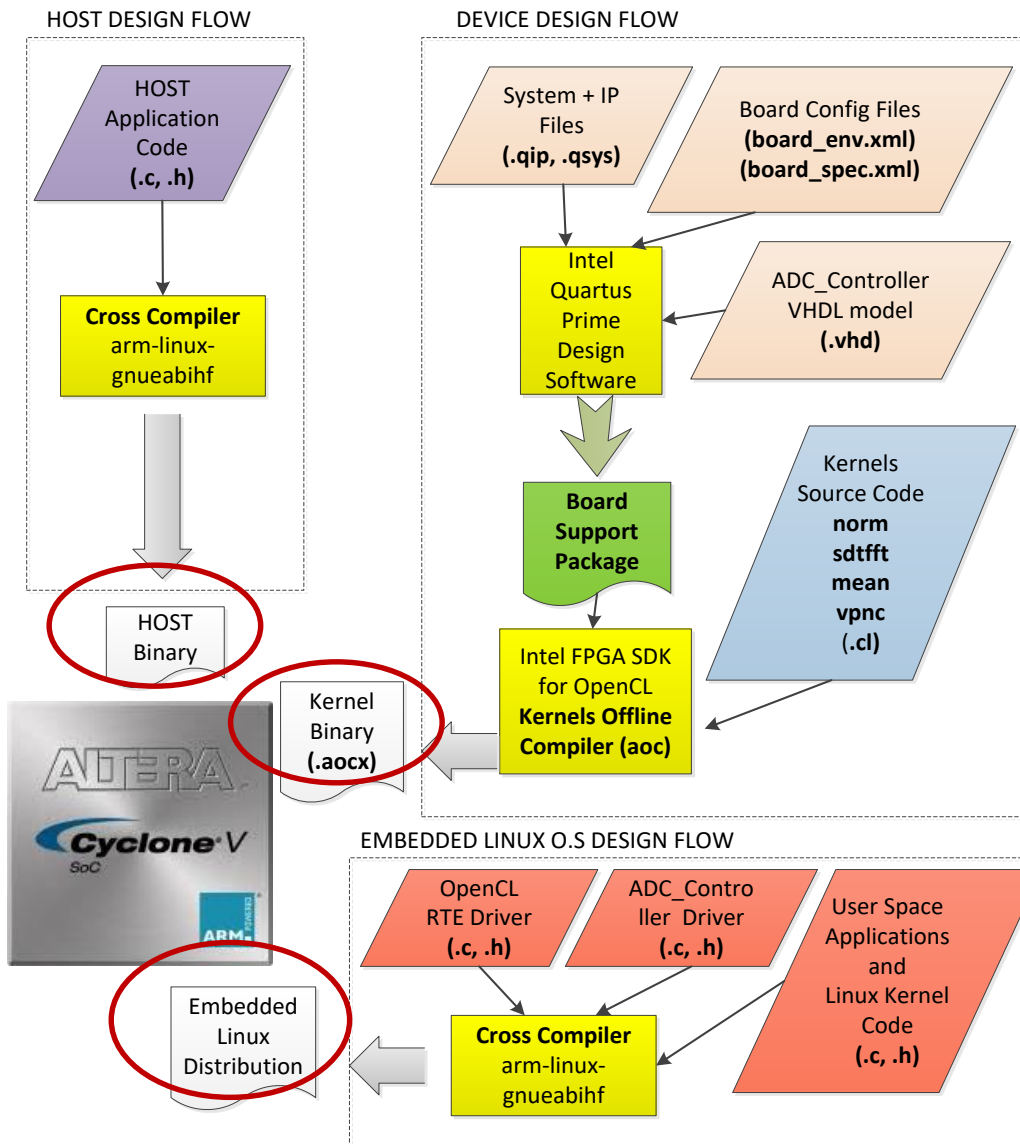 HOST DESIGN FLOW
HOST
Application
Code
(.c, .h)
Cross Compiler
arm-linux-
gnueabihf
HOST
Binary
DEVICE DESIGN FLOW
System + IP
Files
(.qip, .qsys)
Board Config Files
(board_env.xml)
(board_spec.xml)
Intel
Quartus
Prime
Design
Software
ADC_Controller
VHDL model
(.vhd)
Board
Support
Package
Kernels
Source Code
norm
sdtfft
mean
vpnc
(.cl)
Intel FPGA SDK
for OpenCL
Kernels Offline
Compiler (aoc)
Kernel
Binary
(.aocx)
ALTERA
Cyclone V
SoC
ARM
POWERED
EMBEDDED LINUX O.S DESIGN FLOW
OpenCL
RTE Driver
(.c, .h)
ADC_Contro
ller Driver
(.c, .h)
User Space
Applications
and
Linux Kernel
Code
(.c, .h)
Cross Compiler
arm-linux-
gnueabihf
Embedded
Linux
Distribution